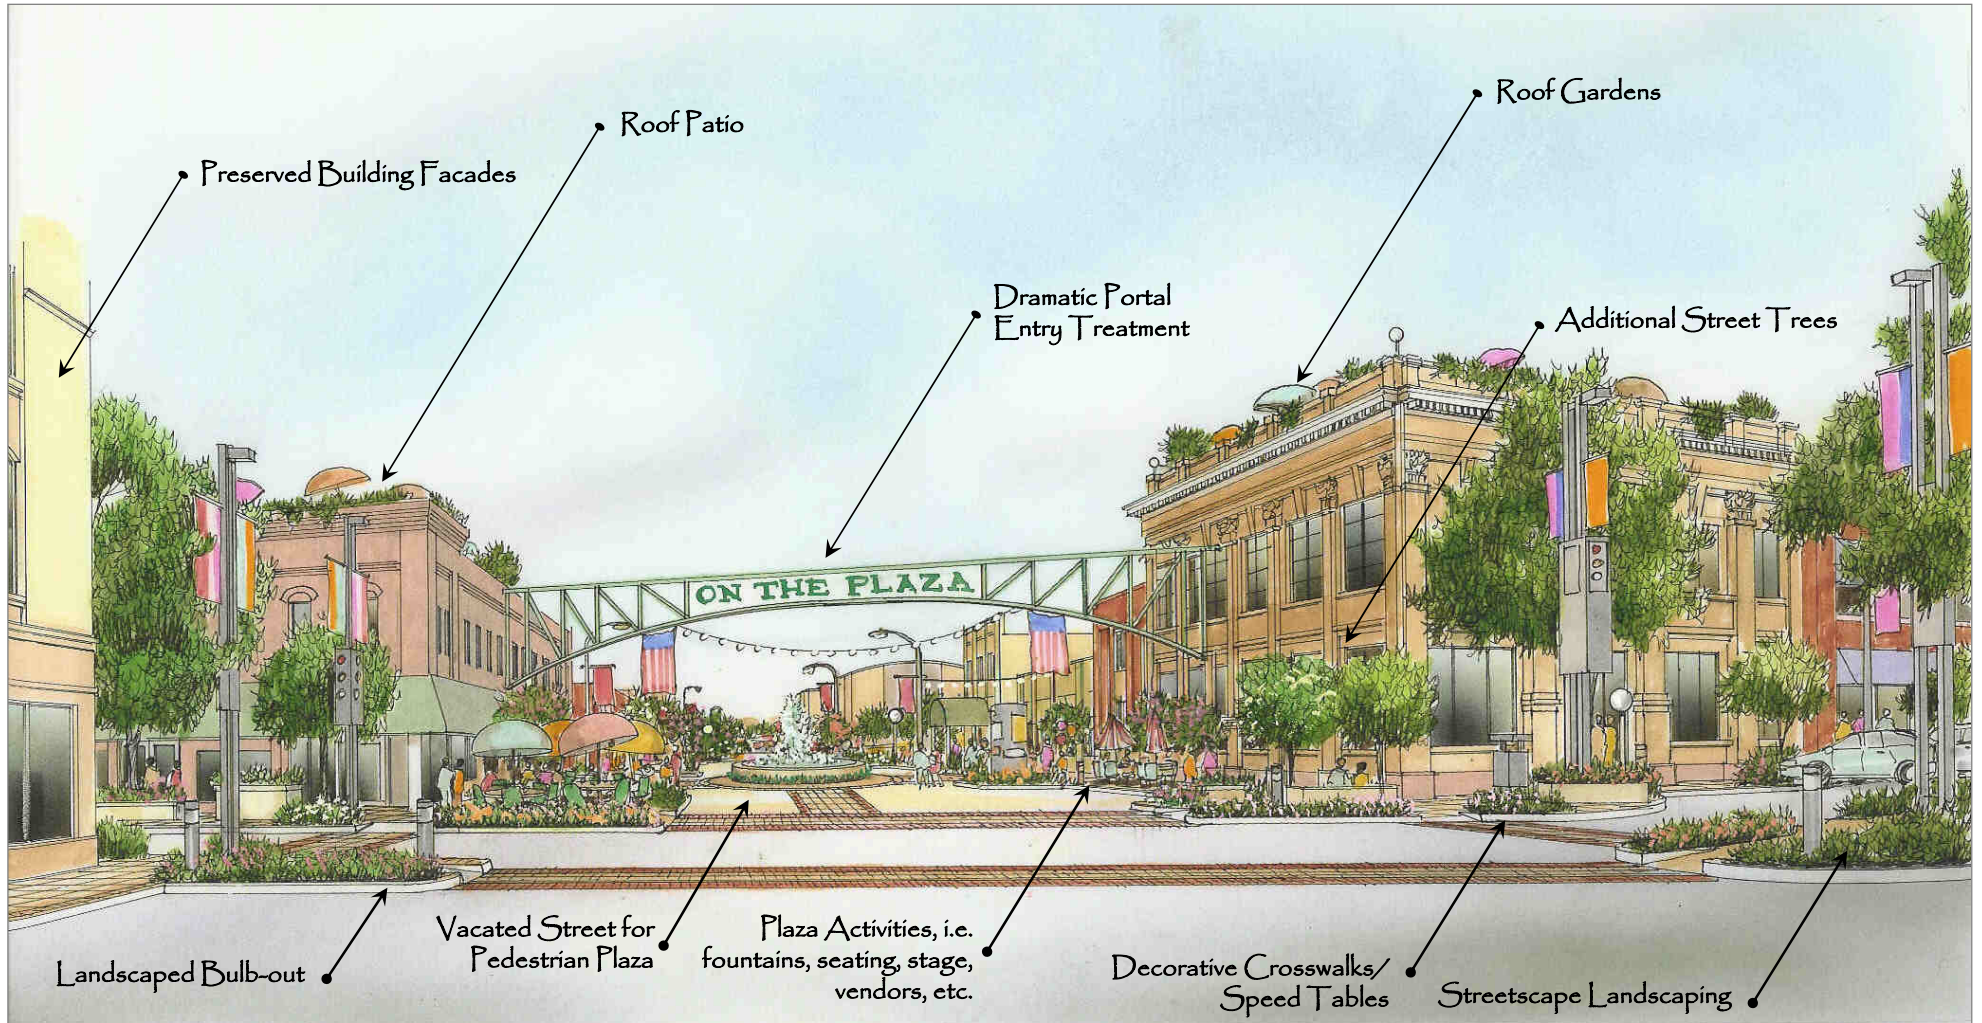 Roof Gardens
Roof Patio
Preserved Building Facades
Dramatic Portal
Entry Treatment
Additional Street Trees
ON THE PLAZA
Vacated Street for
Pedestrian Plaza
Plaza Activities, i.e.
fountains, seating, stage,
vendors, etc.
Landscaped Bulb-out
Decorative Crosswalks/
Speed Tables
Streetscape Landscaping